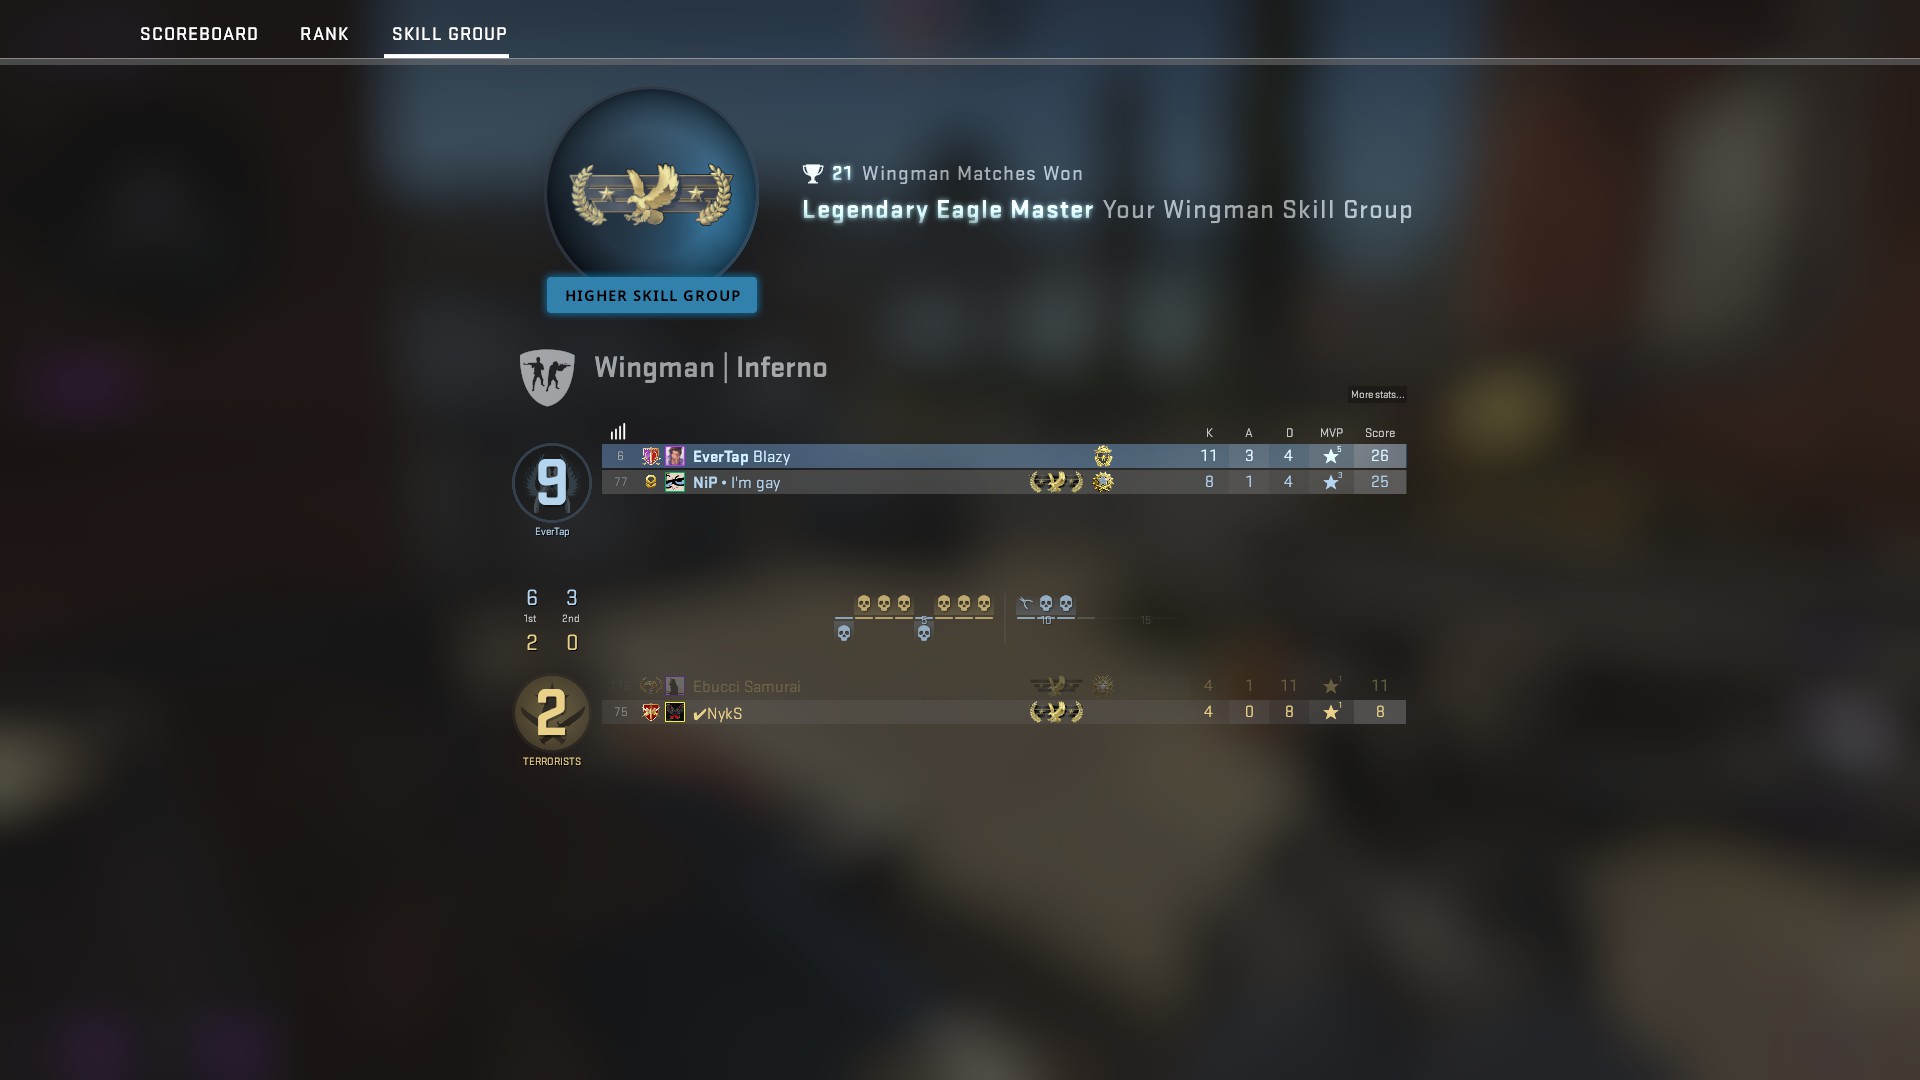 SCOREBOARD RANK SKILL GROUP
21 Wingman Matches Won
Legendary Eagle Master Your Wingman Skill Group
HIGHER SKILL GROUP
Wingman | Inferno
More stats...
K A D MVP Score
6 EverTap Blazy 11 3 4 ★5 26
77 NiP • I'm gay 8 1 4 ★3 25
9
EverTap
6 3
1st 2nd
2 0
5 10 15
Ebucci Samurai 4 1 11 ★1 11
75 ✔NykS 4 0 8 ★1 8
2
TERRORISTS